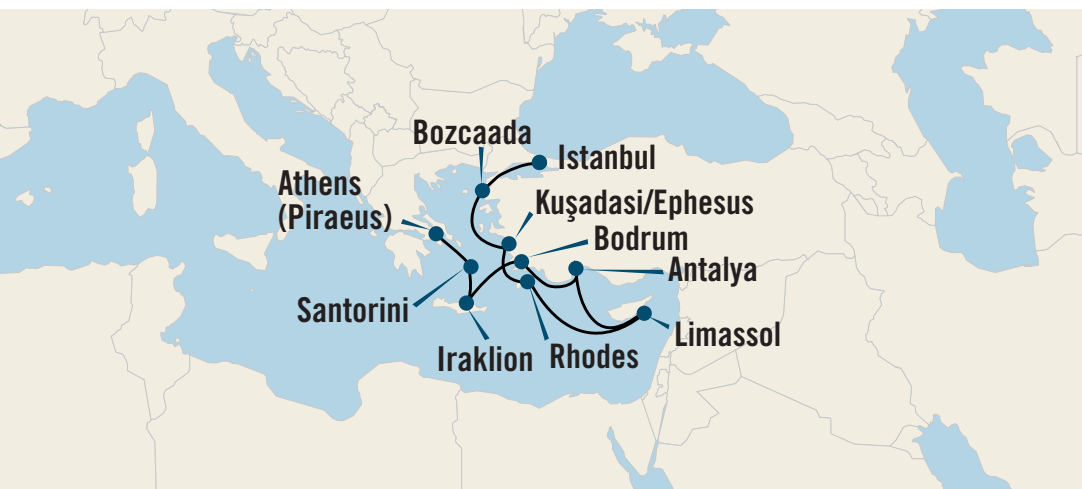 Bozcaada
Istanbul
Athens
(Piraeus)
Kuşadasi/Ephesus
Bodrum
Antalya
Santorini
Limassol
Iraklion
Rhodes